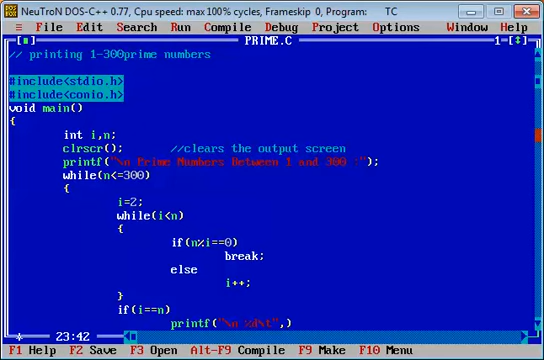 NeuTroN DOS-C++ 0.77, Cpu speed: max 100% cycles, Frameskip 0, Program: TC
≡ File Edit Search Run Compile Debug Project Options Window Help
[■] PRIME.C 1=[↕]
// printing 1-300prime numbers
#include<stdio.h>
#include<conio.h>
void main()
{
int i,n;
clrscr(); //clears the output screen
printf("\n Prime Numbers Between 1 and 300 :");
while(n<=300)
{
i=2;
while(i<n)
{
if(n%i==0)
break;
else
i++;
}
if(i==n)
printf("\n %d\t",)
* 23:42
F1 Help F2 Save F3 Open Alt-F9 Compile F9 Make F10 Menu